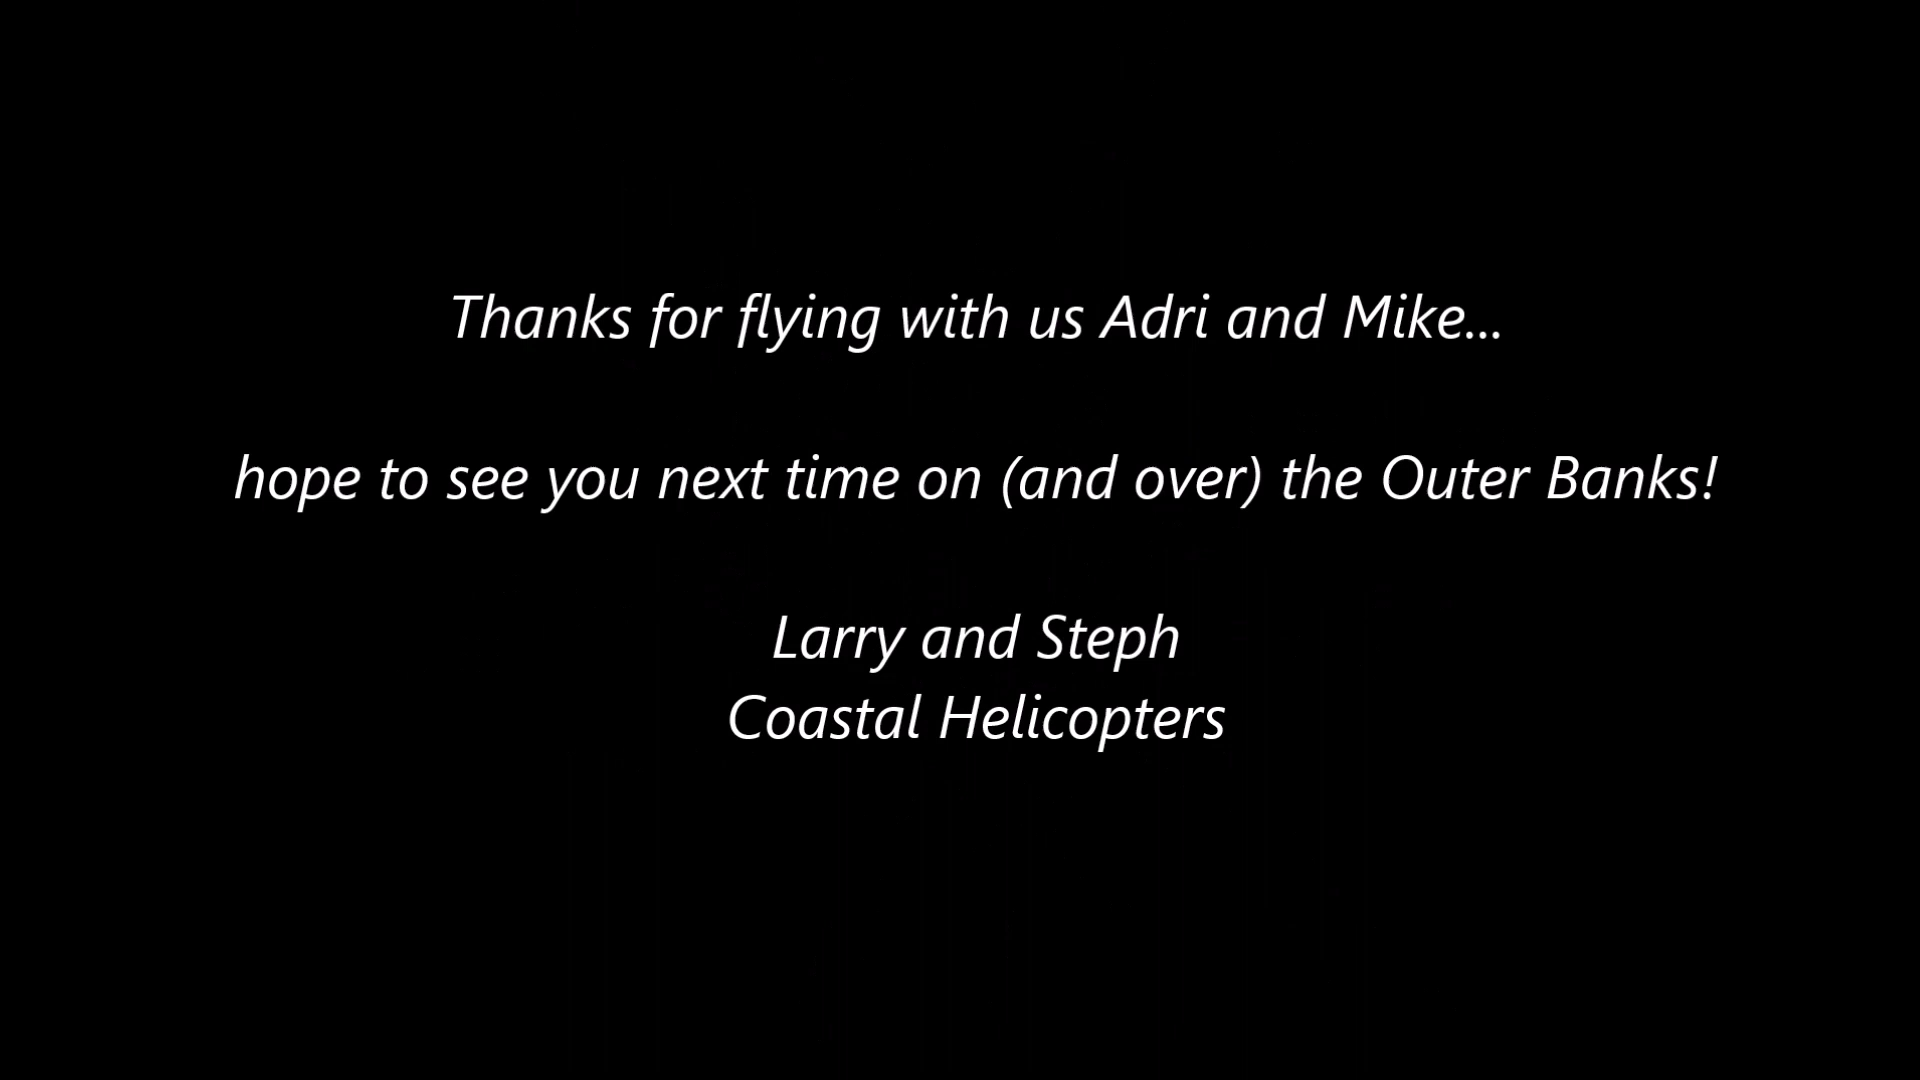 Thanks for flying with us Adri and Mike...
hope to see you next time on (and over) the Outer Banks!
Larry and Steph
Coastal Helicopters